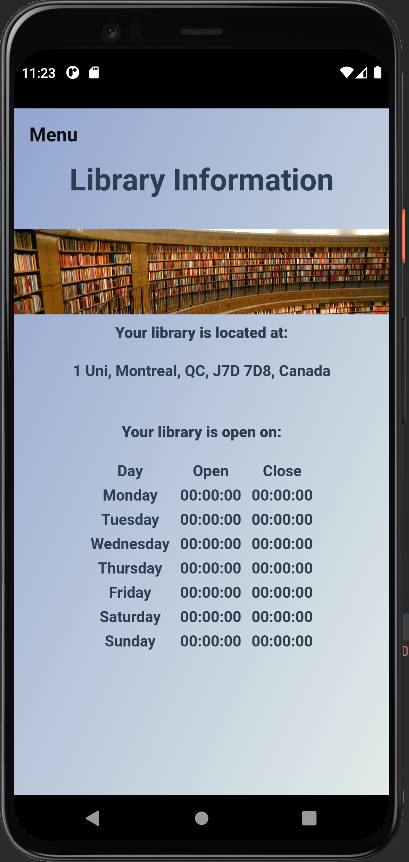 11:23
Menu
Library Information
Your library is located at:
1 Uni, Montreal, QC, J7D 7D8, Canada
Your library is open on:
Day Open Close
Monday 00:00:00 00:00:00
Tuesday 00:00:00 00:00:00
Wednesday 00:00:00 00:00:00
Thursday 00:00:00 00:00:00
Friday 00:00:00 00:00:00
Saturday 00:00:00 00:00:00
Sunday 00:00:00 00:00:00